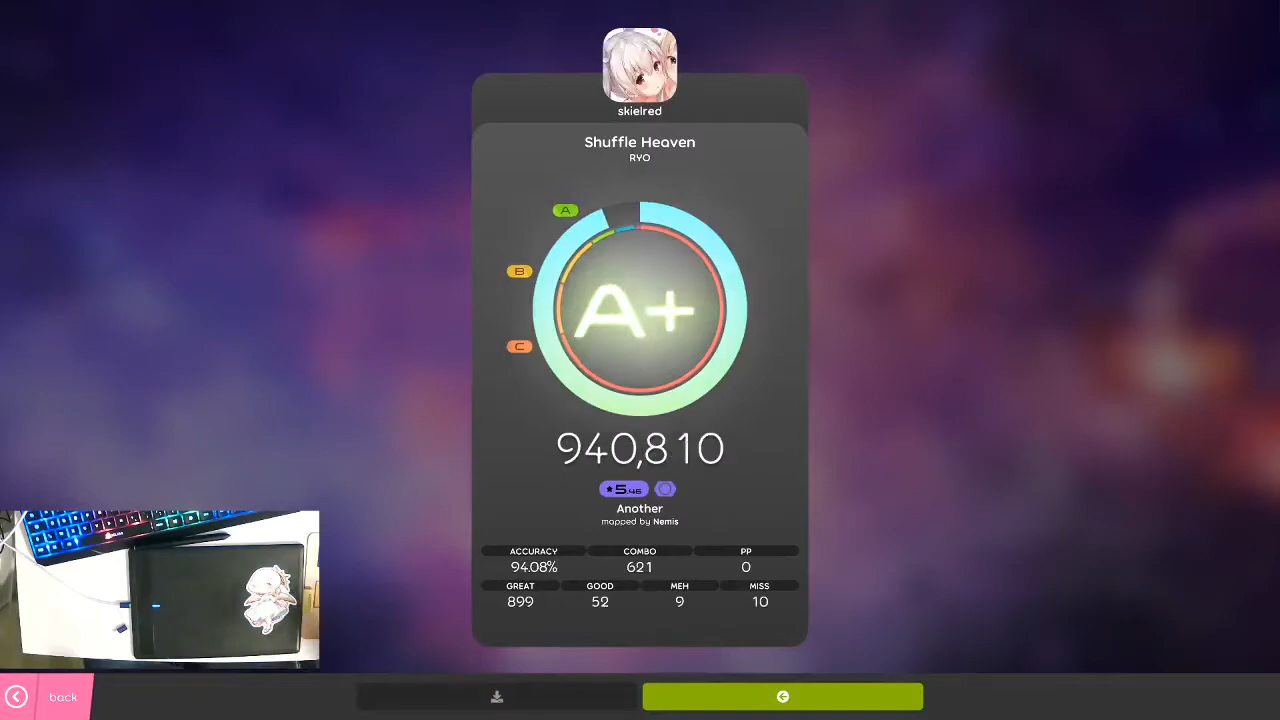 skielred
Shuffle Heaven
RYO
A
B
C
A+
940,810
5.46
Another
mapped by Nemis
ACCURACY COMBO PP
94.08% 621 0
GREAT GOOD MEH MISS
899 52 9 10
back